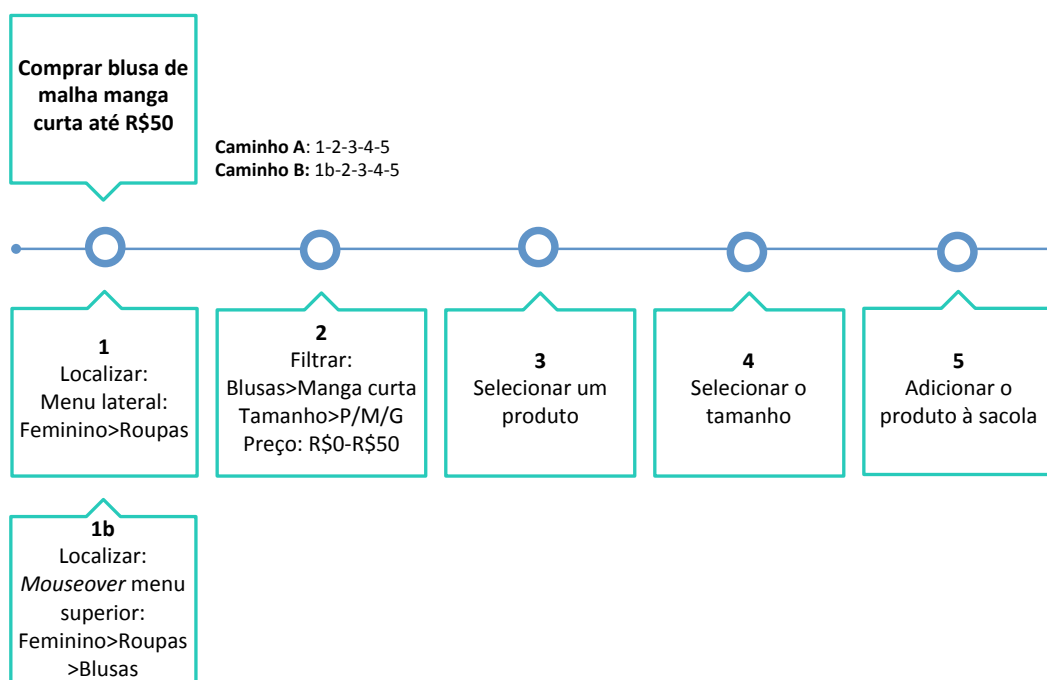 Comprar blusa de
malha manga
curta até R$50
Caminho A: 1-2-3-4-5
Caminho B: 1b-2-3-4-5
1
Localizar:
Menu lateral:
Feminino>Roupas
2
Filtrar:
Blusas>Manga curta
Tamanho>P/M/G
Preço: R$0-R$50
3
Selecionar um
produto
4
Selecionar o
tamanho
5
Adicionar o
produto à sacola
1b
Localizar:
Mouseover menu
superior:
Feminino>Roupas
>Blusas